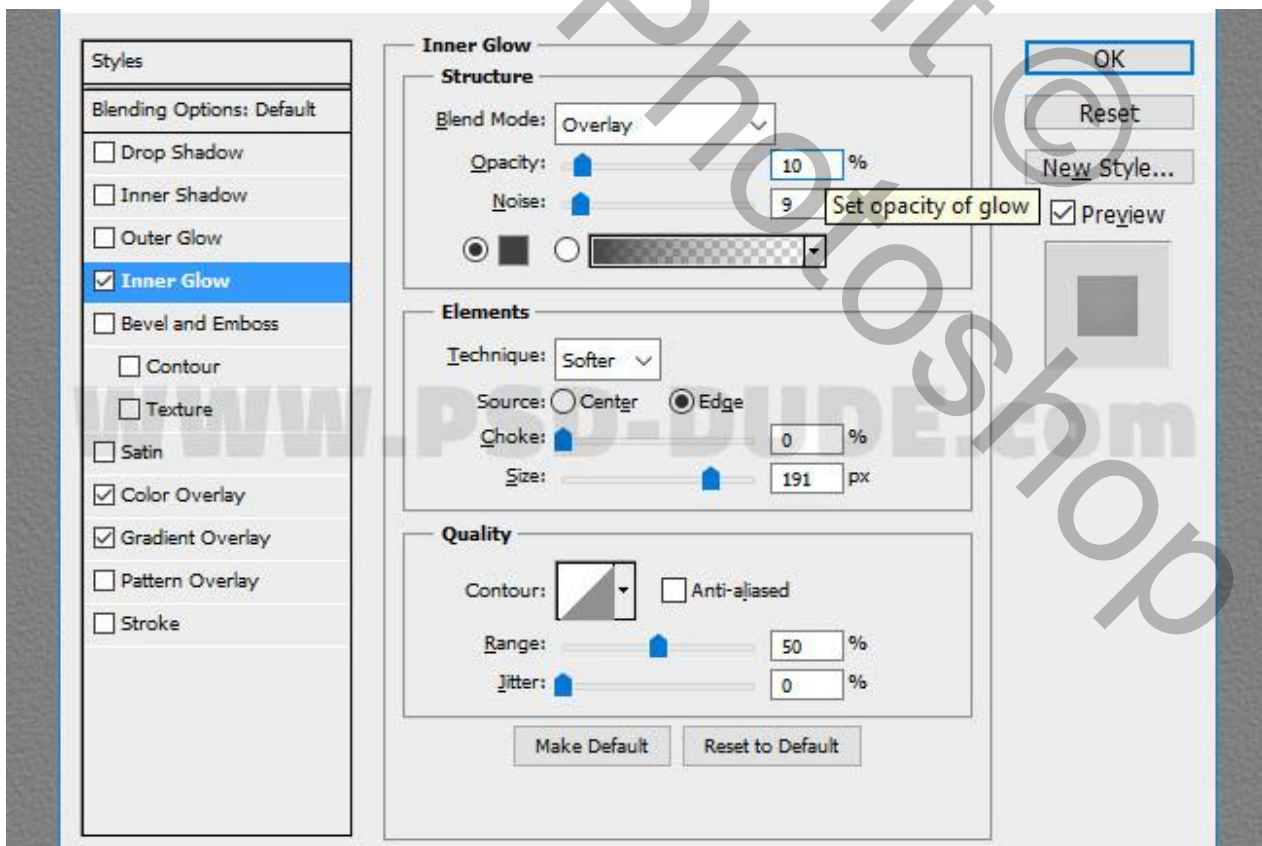 Styles
Blending Options: Default
Drop Shadow
Inner Shadow
Outer Glow
Inner Glow
Bevel and Emboss
Contour
Texture
Satin
Color Overlay
Gradient Overlay
Pattern Overlay
Stroke
Inner Glow
Structure
Blend Mode: Overlay
Opacity: 10 %
Noise: 9
Set opacity of glow
Elements
Technique: Softer
Source: Center Edge
Choke: 0 %
Size: 191 px
Quality
Contour: Anti-aliased
Range: 50 %
Jitter: 0 %
Make Default Reset to Default
OK
Reset
New Style...
Preview
WWW.PSD-DUDE.com
©
Photoshop